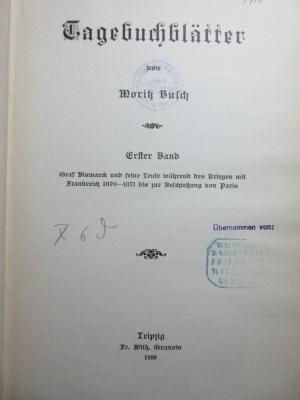 Tagebuchblätter
von
Moritz Busch
Erster Band
Graf Bismarck und seine Leute während des Krieges mit
Frankreich 1870—1871 bis zur Beschießung von Paris
X 6
Übernommen von:
Leipzig
Fr. Wilh. Grunow
1899